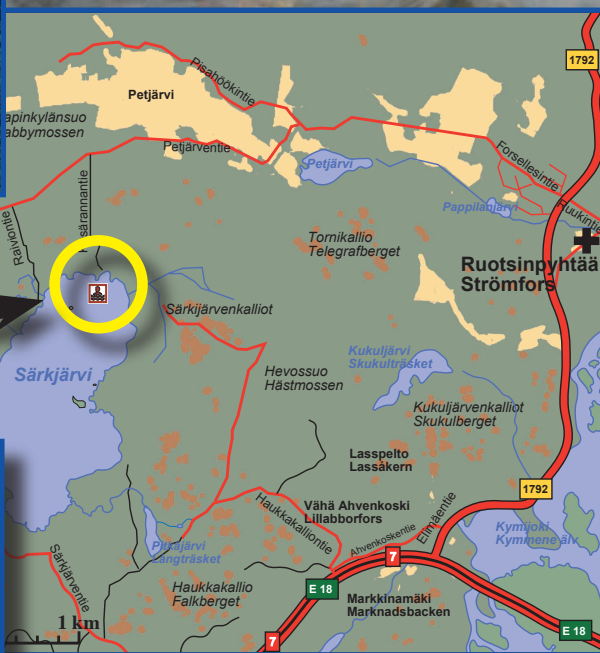 1792
Pisahöökintie
Petjärvi
apinkylänsuo
abbymossen
Petjärventie
Petjärvi
Forsellesintie
Pappilanjärvi
Ruukintie
Raiviontie
särannantie
Tornikallio
Telegrafberget
Ruotsinpyhtää
Strömfors
Särkijärvenkalliot
Särkjärvi
Hevossuo
Hästmossen
Kukuljärvi
Skukulträsket
Kukuljärvenkalliot
Skukulberget
Lasspelto
Lassåkern
1792
Vähä Ahvenkoski
Lillabborfors
Haukkakalliontie
Elimäentie
Ahvenkoskentie
Kymijoki
Kymmene älv
Pitkäjärvi
Långträsket
7
Särkjärventie
Haukkakallio
Falkberget
E 18
Markkinamäki
Marknadsbacken
1 km
7
E 18